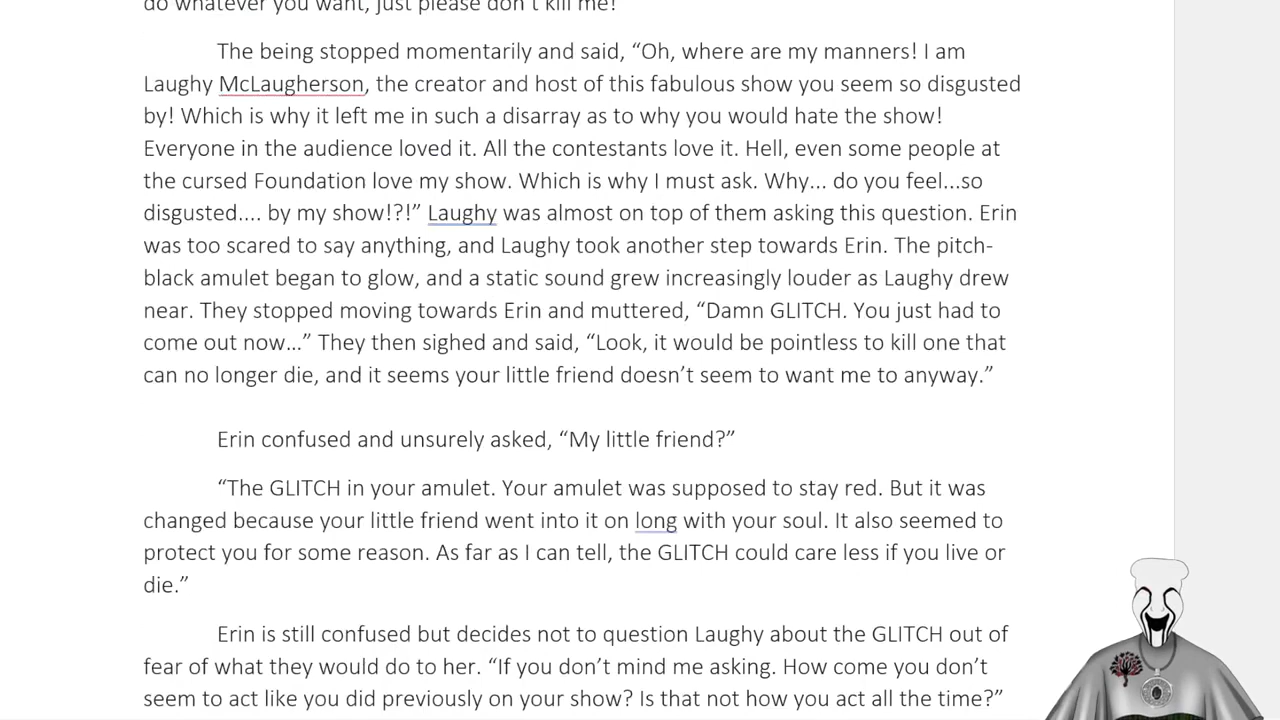 do whatever you want, just please don't kill me!
The being stopped momentarily and said, “Oh, where are my manners! I am
Laughy McLaugherson, the creator and host of this fabulous show you seem so disgusted
by! Which is why it left me in such a disarray as to why you would hate the show!
Everyone in the audience loved it. All the contestants love it. Hell, even some people at
the cursed Foundation love my show. Which is why I must ask. Why... do you feel...so
disgusted.... by my show!?!” Laughy was almost on top of them asking this question. Erin
was too scared to say anything, and Laughy took another step towards Erin. The pitch-
black amulet began to glow, and a static sound grew increasingly louder as Laughy drew
near. They stopped moving towards Erin and muttered, “Damn GLITCH. You just had to
come out now...” They then sighed and said, “Look, it would be pointless to kill one that
can no longer die, and it seems your little friend doesn’t seem to want me to anyway.”
Erin confused and unsurely asked, “My little friend?”
“The GLITCH in your amulet. Your amulet was supposed to stay red. But it was
changed because your little friend went into it on long with your soul. It also seemed to
protect you for some reason. As far as I can tell, the GLITCH could care less if you live or
die.”
Erin is still confused but decides not to question Laughy about the GLITCH out of
fear of what they would do to her. “If you don’t mind me asking. How come you don’t
seem to act like you did previously on your show? Is that not how you act all the time?”